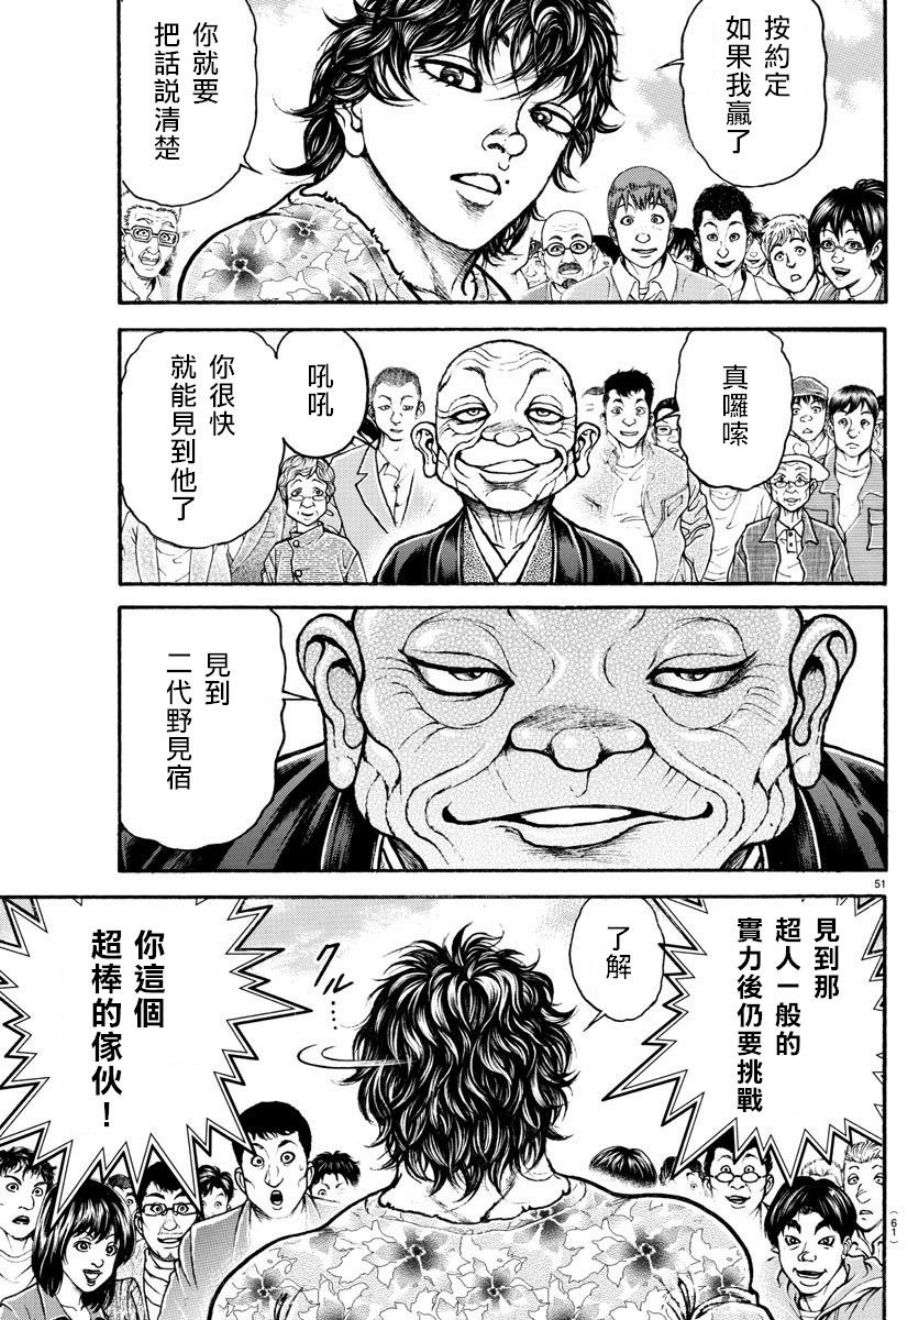 按約定
如果我贏了
你就要
把話説清楚
真囉嗦
吼吼
你很快
就能見到他了
見到
二代野見宿
51
見到那
超人一般的
實力後仍要挑戰
了解
クルッ…
你這個
超棒的傢伙！
（61）